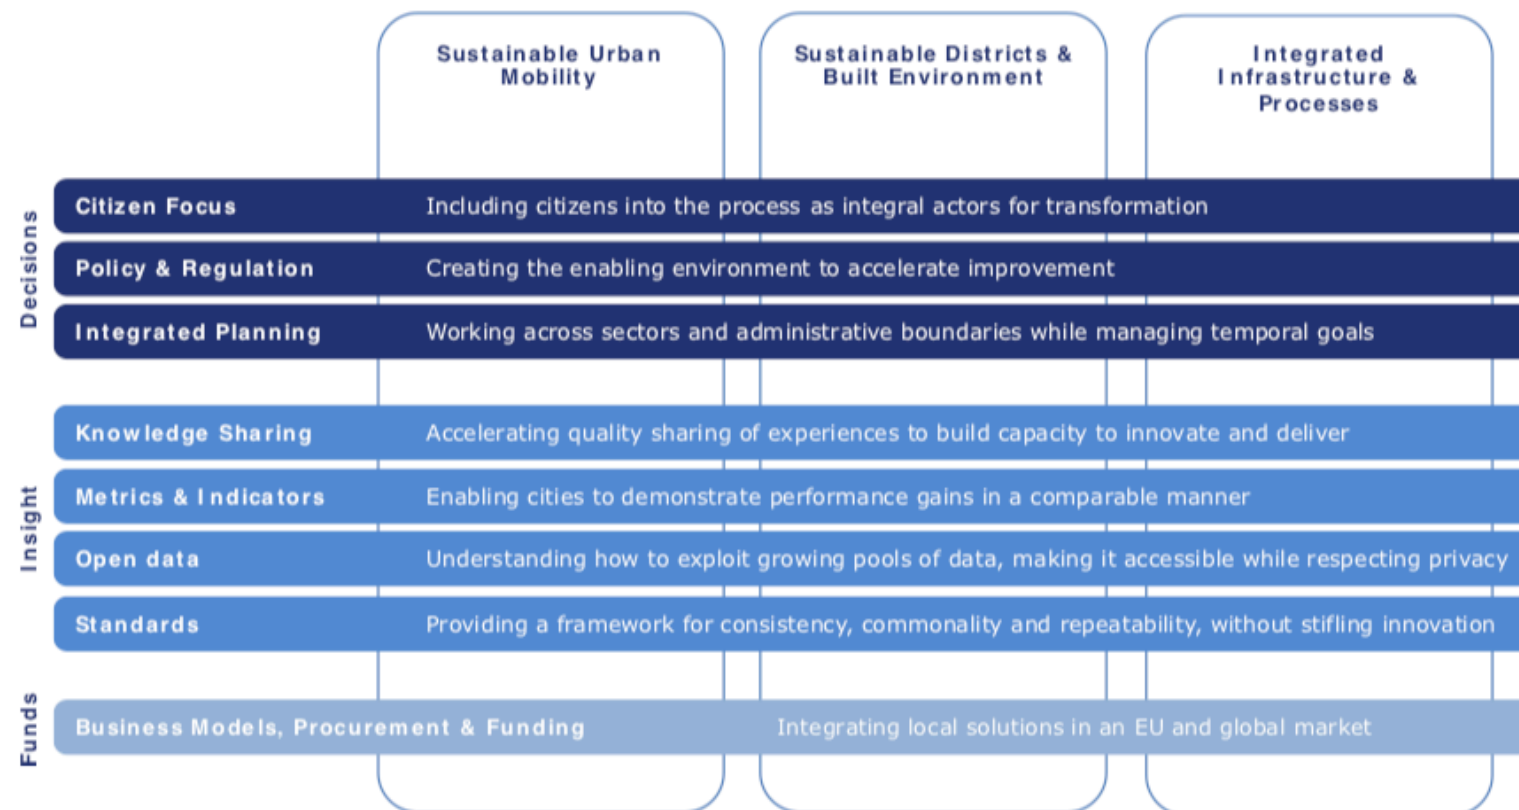 Sustainable Urban
Mobility
Sustainable Districts &
Built Environment
Integrated
Infrastructure &
Processes
Decisions
Citizen Focus Including citizens into the process as integral actors for transformation
Policy & Regulation Creating the enabling environment to accelerate improvement
Integrated Planning Working across sectors and administrative boundaries while managing temporal goals
Insight
Knowledge Sharing Accelerating quality sharing of experiences to build capacity to innovate and deliver
Metrics & Indicators Enabling cities to demonstrate performance gains in a comparable manner
Open data Understanding how to exploit growing pools of data, making it accessible while respecting privacy
Standards Providing a framework for consistency, commonality and repeatability, without stifling innovation
Funds
Business Models, Procurement & Funding Integrating local solutions in an EU and global market